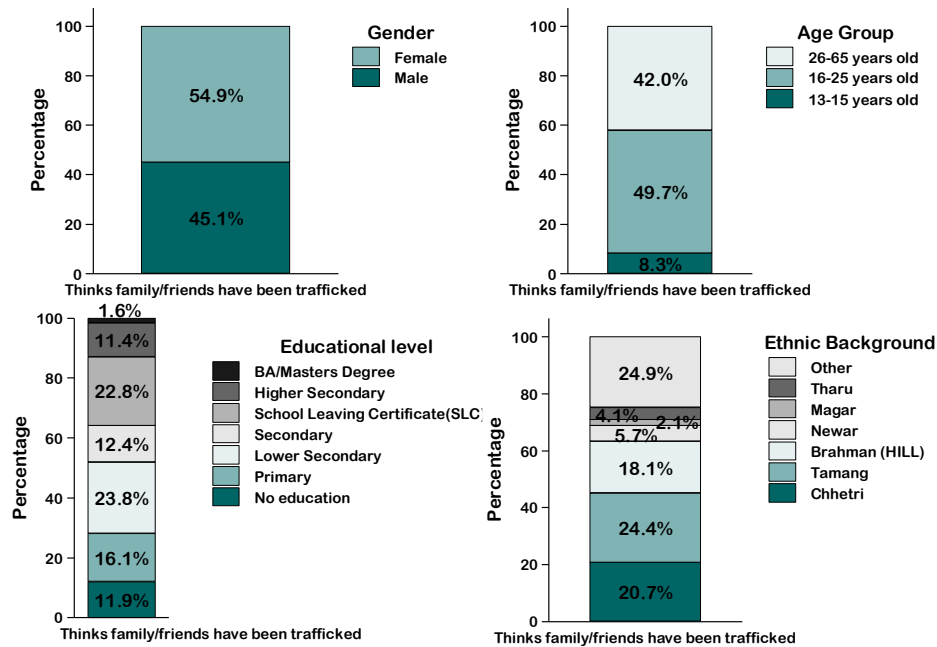 Gender
Female
Male
100
80
60
40
20
0
Percentage
54.9%
45.1%
Thinks family/friends have been trafficked
Age Group
26-65 years old
16-25 years old
13-15 years old
100
80
60
40
20
0
Percentage
42.0%
49.7%
8.3%
Thinks family/friends have been trafficked
Educational level
BA/Masters Degree
Higher Secondary
School Leaving Certificate(SLC)
Secondary
Lower Secondary
Primary
No education
100
80
60
40
20
0
Percentage
1.6%
11.4%
22.8%
12.4%
23.8%
16.1%
11.9%
Thinks family/friends have been trafficked
Ethnic Background
Other
Tharu
Magar
Newar
Brahman (HILL)
Tamang
Chhetri
100
80
60
40
20
0
Percentage
24.9%
4.1%
2.1%
5.7%
18.1%
24.4%
20.7%
Thinks family/friends have been trafficked